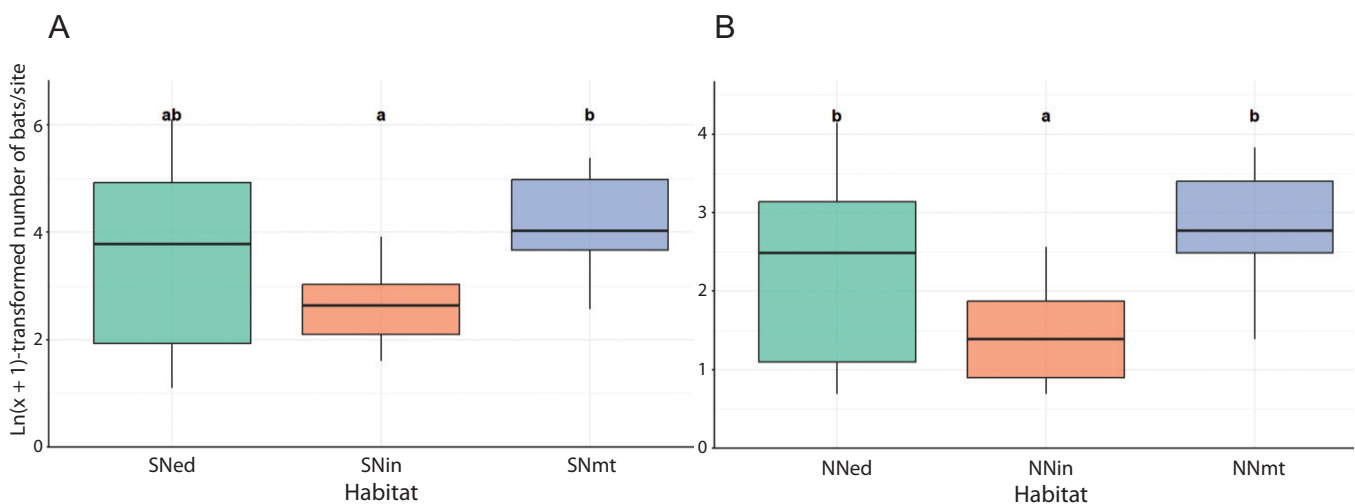 A
B
Ln(x + 1)-transformed number of bats/site
6
4
2
0
ab
a
b
SNed
SNin
SNmt
Habitat
4
3
2
1
0
b
a
b
NNed
NNin
NNmt
Habitat